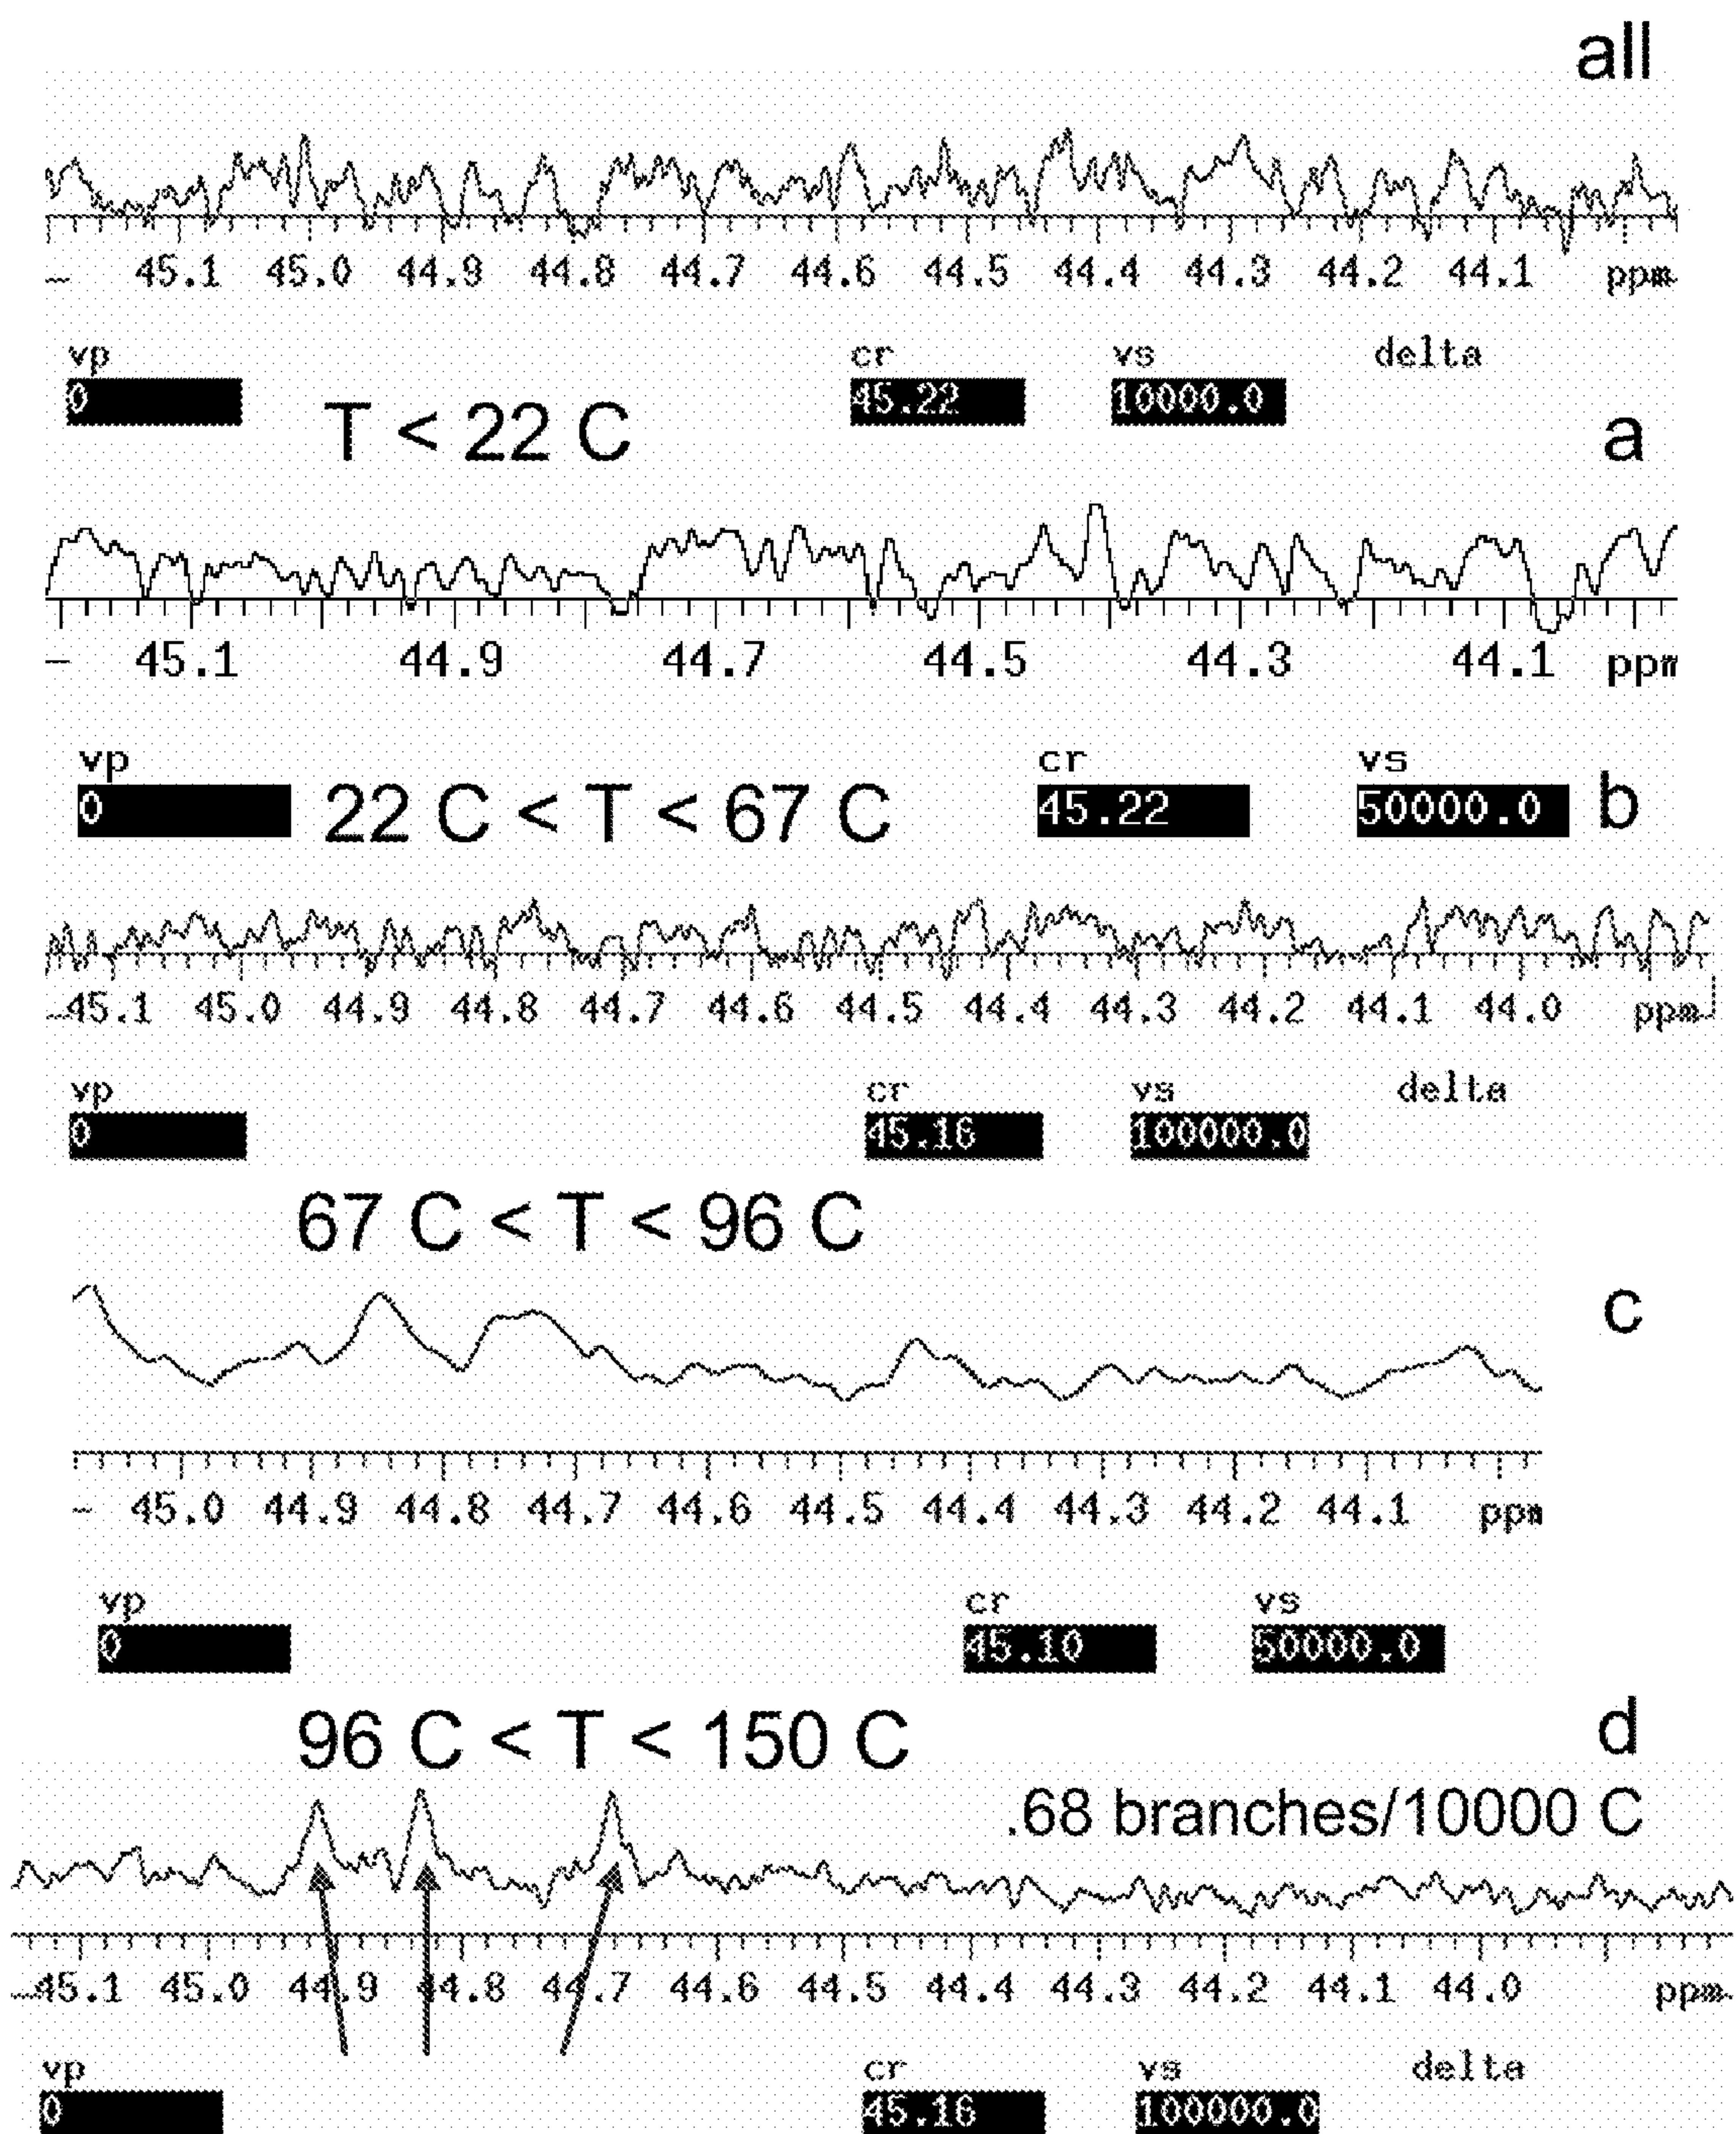 all
45.1 45.0 44.9 44.8 44.7 44.6 44.5 44.4 44.3 44.2 44.1 ppm
vp cr vs delta
0 45.22 10000.0
T < 22 C
a
45.1 44.9 44.7 44.5 44.3 44.1 ppm
vp cr vs
0 45.22 50000.0
22 C < T < 67 C
b
45.1 45.0 44.9 44.8 44.7 44.6 44.5 44.4 44.3 44.2 44.1 44.0 ppm
vp cr vs delta
0 45.16 100000.0
67 C < T < 96 C
c
45.0 44.9 44.8 44.7 44.6 44.5 44.4 44.3 44.2 44.1 ppm
vp cr vs
0 45.10 50000.0
96 C < T < 150 C
d
.68 branches/10000 C
45.1 45.0 44.9 44.8 44.7 44.6 44.5 44.4 44.3 44.2 44.1 44.0 ppm
vp cr vs delta
0 45.16 100000.0